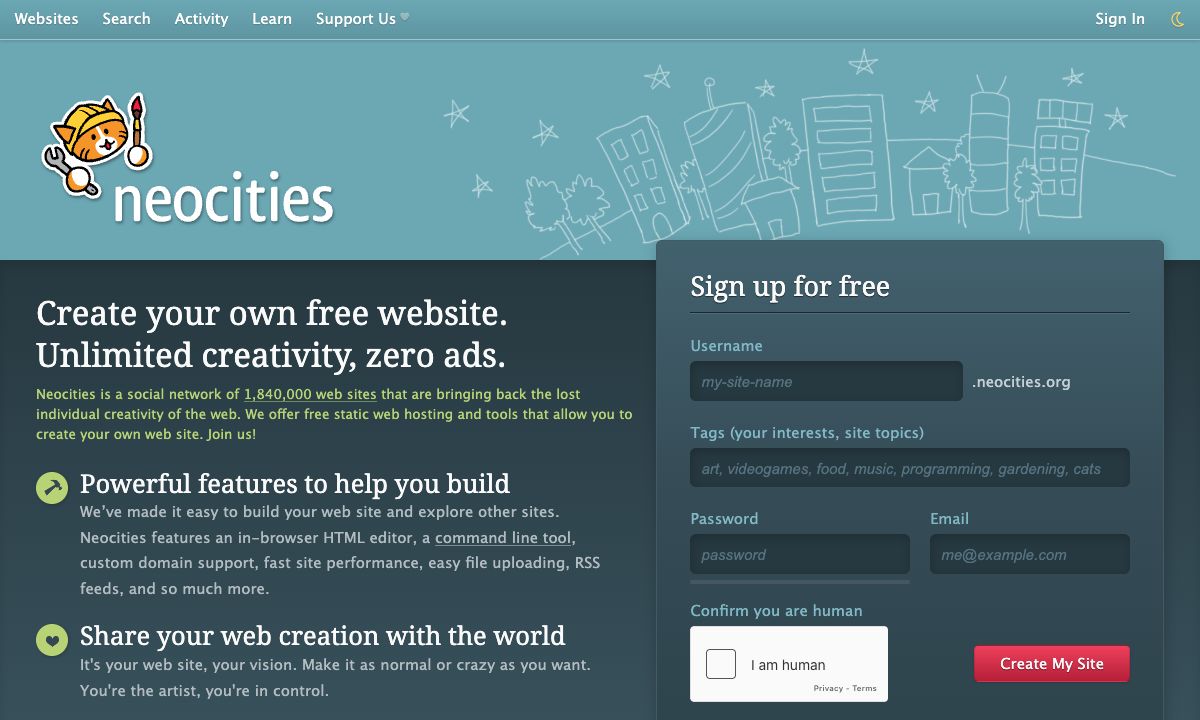 Websites Search Activity Learn Support Us Sign In
neocities
Create your own free website.
Unlimited creativity, zero ads.
Neocities is a social network of 1,840,000 web sites that are bringing back the lost
individual creativity of the web. We offer free static web hosting and tools that allow you to
create your own web site. Join us!
Powerful features to help you build
We’ve made it easy to build your web site and explore other sites.
Neocities features an in-browser HTML editor, a command line tool,
custom domain support, fast site performance, easy file uploading, RSS
feeds, and so much more.
Share your web creation with the world
It's your web site, your vision. Make it as normal or crazy as you want.
You're the artist, you're in control.
Sign up for free
Username
my-site-name .neocities.org
Tags (your interests, site topics)
art, videogames, food, music, programming, gardening, cats
Password Email
password me@example.com
Confirm you are human
I am human
Privacy - Terms
Create My Site